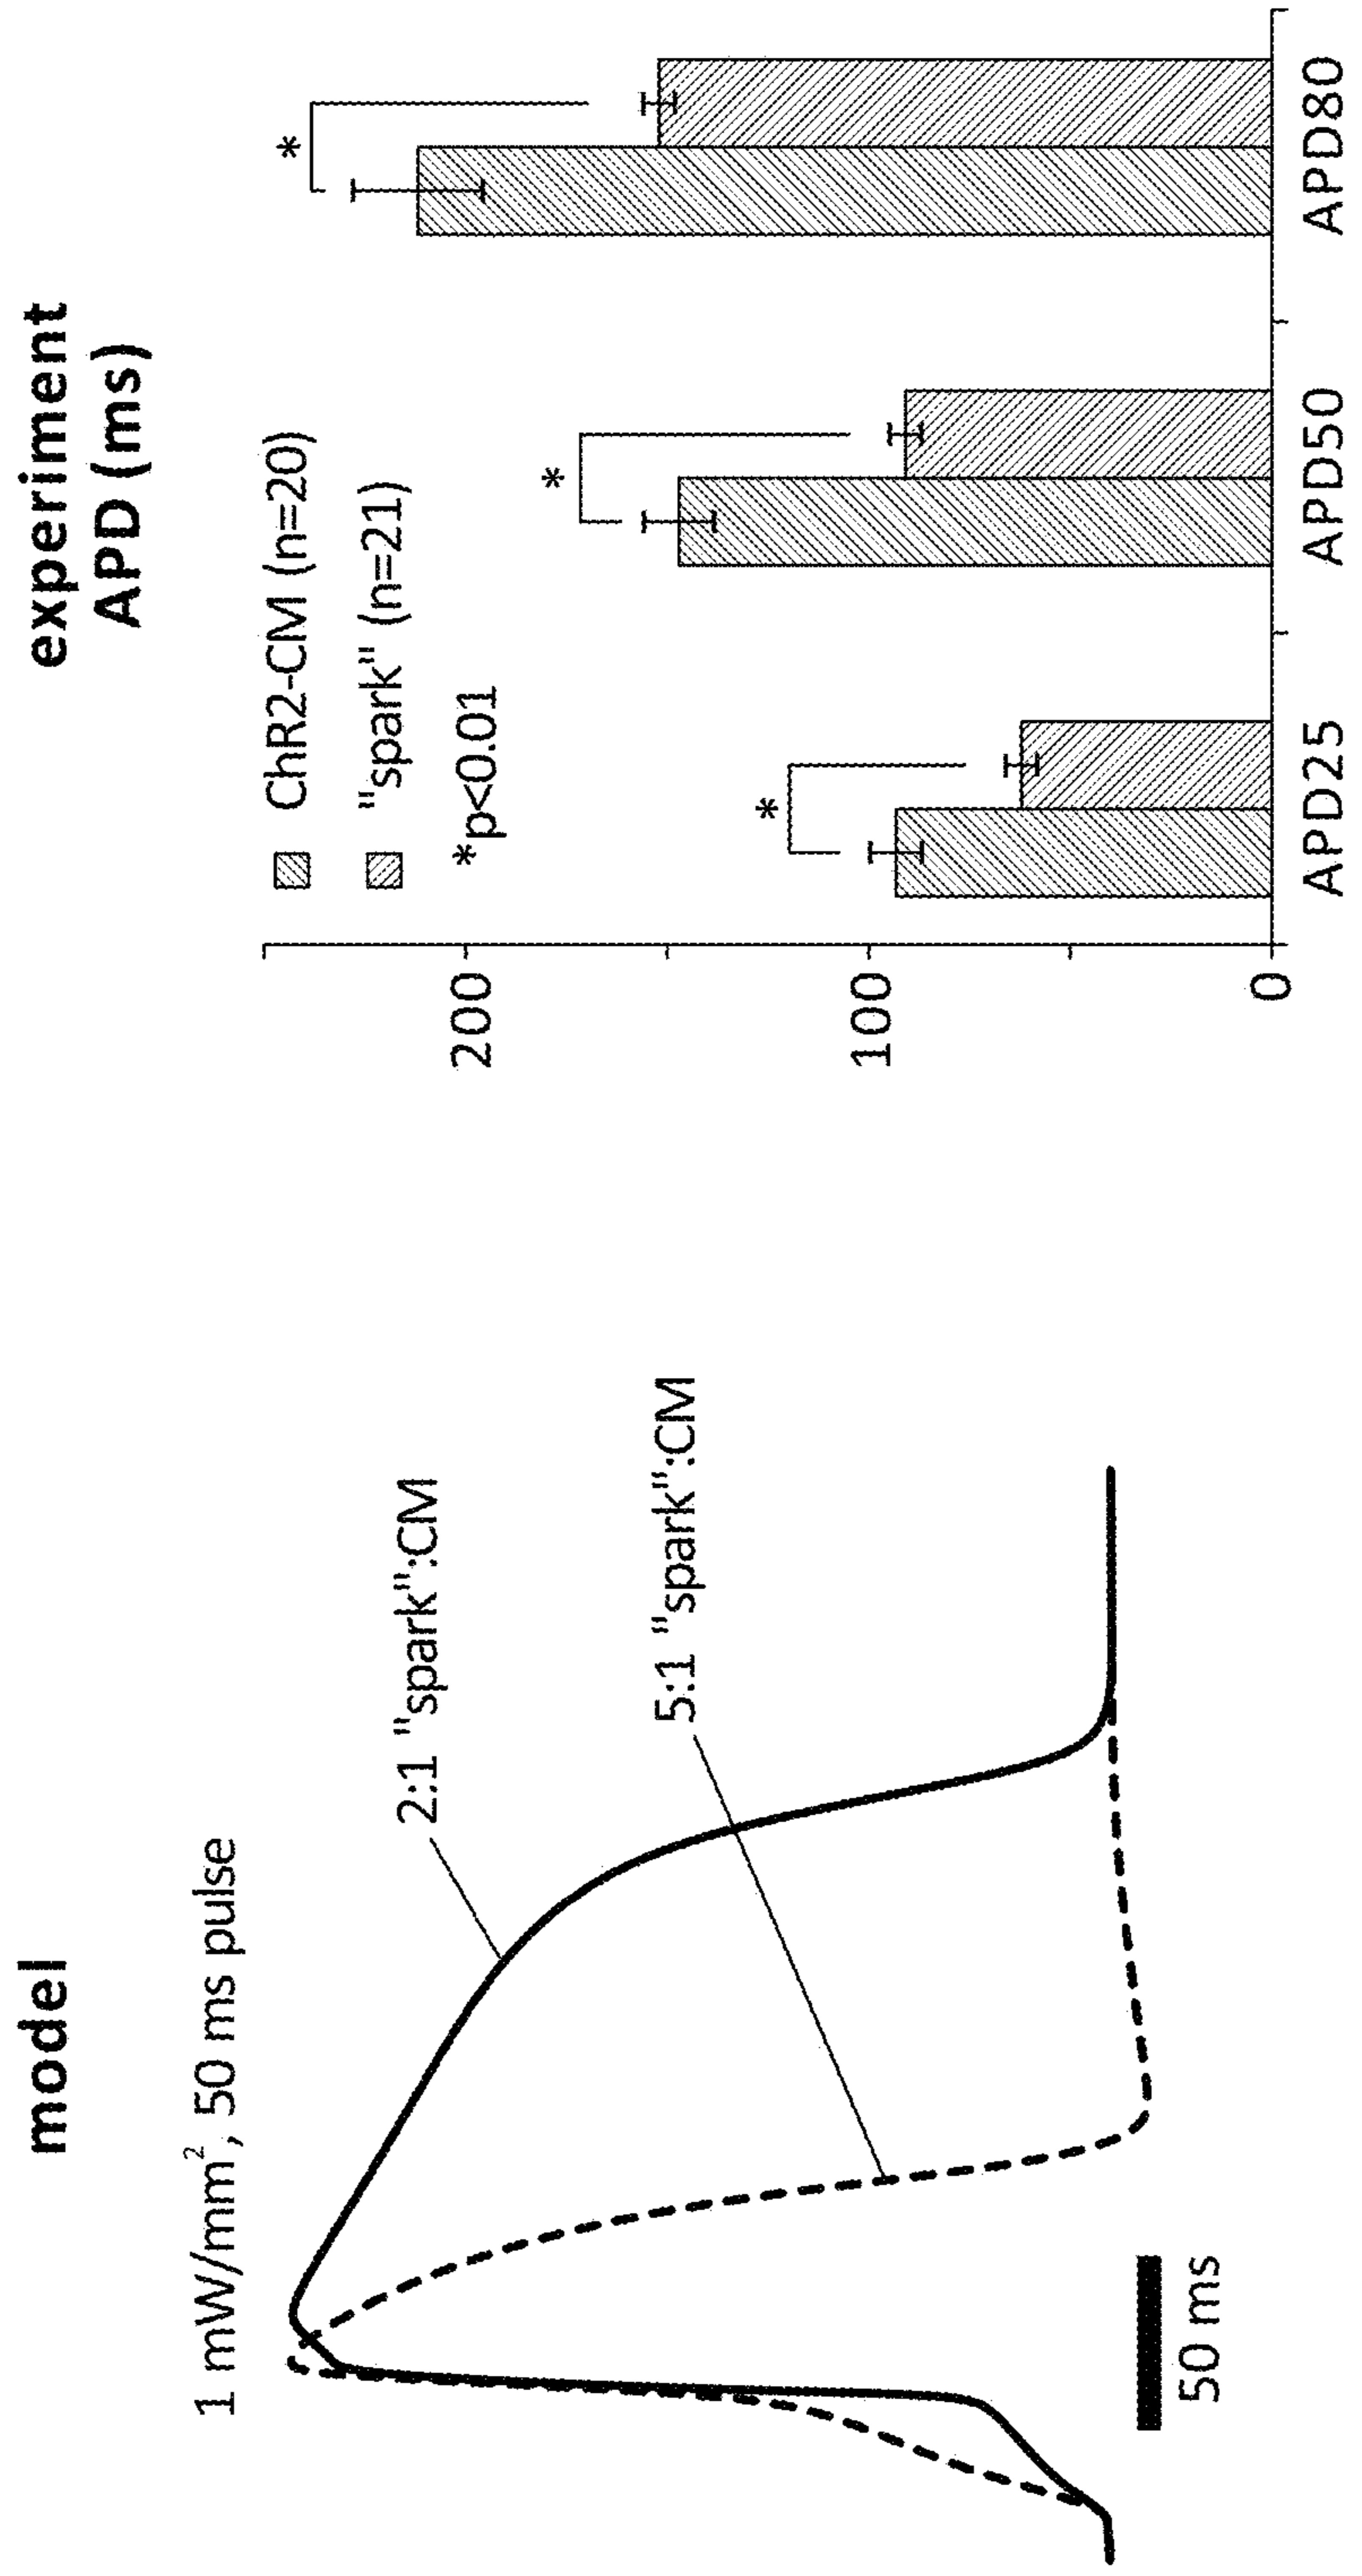 model
1 mW/mm², 50 ms pulse
2:1 "spark":CM
5:1 "spark":CM
50 ms
experiment
APD (ms)
ChR2-CM (n=20)
"spark" (n=21)
*p<0.01
200
100
0
*
*
*
APD25
APD50
APD80